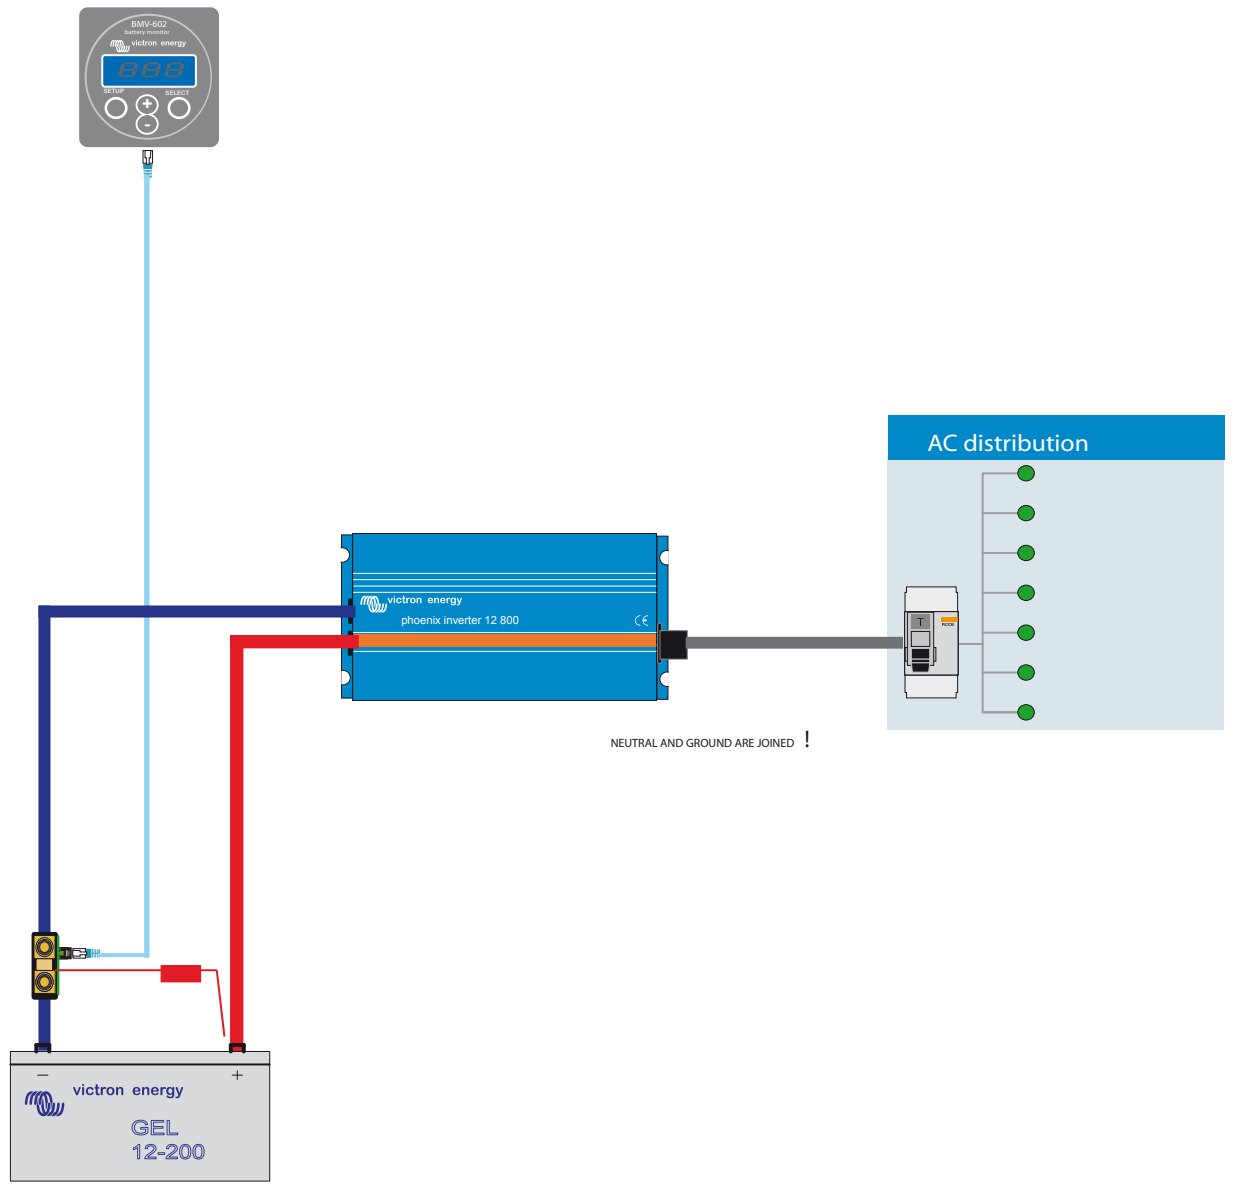 BMV-602
battery monitor
victron energy
888
SETUP
SELECT
+
-
AC distribution
victron energy
phoenix inverter 12 800
CE
T
RCCB
NEUTRAL AND GROUND ARE JOINED !
− +
victron energy
GEL
12-200